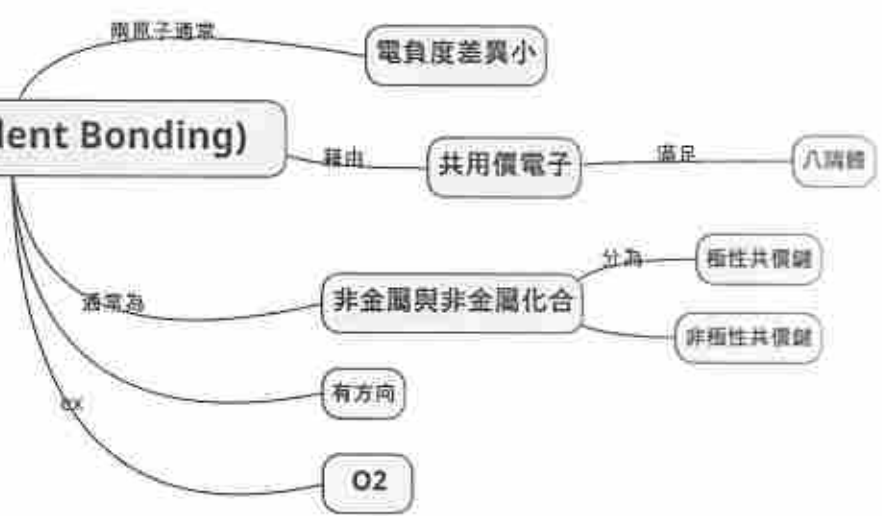 兩原子通常
電負度差異小
lent Bonding)
藉由
共用價電子
滿足
八隅體
通常為
非金屬與非金屬化合
分為
極性共價鍵
非極性共價鍵
有方向
ex
O2